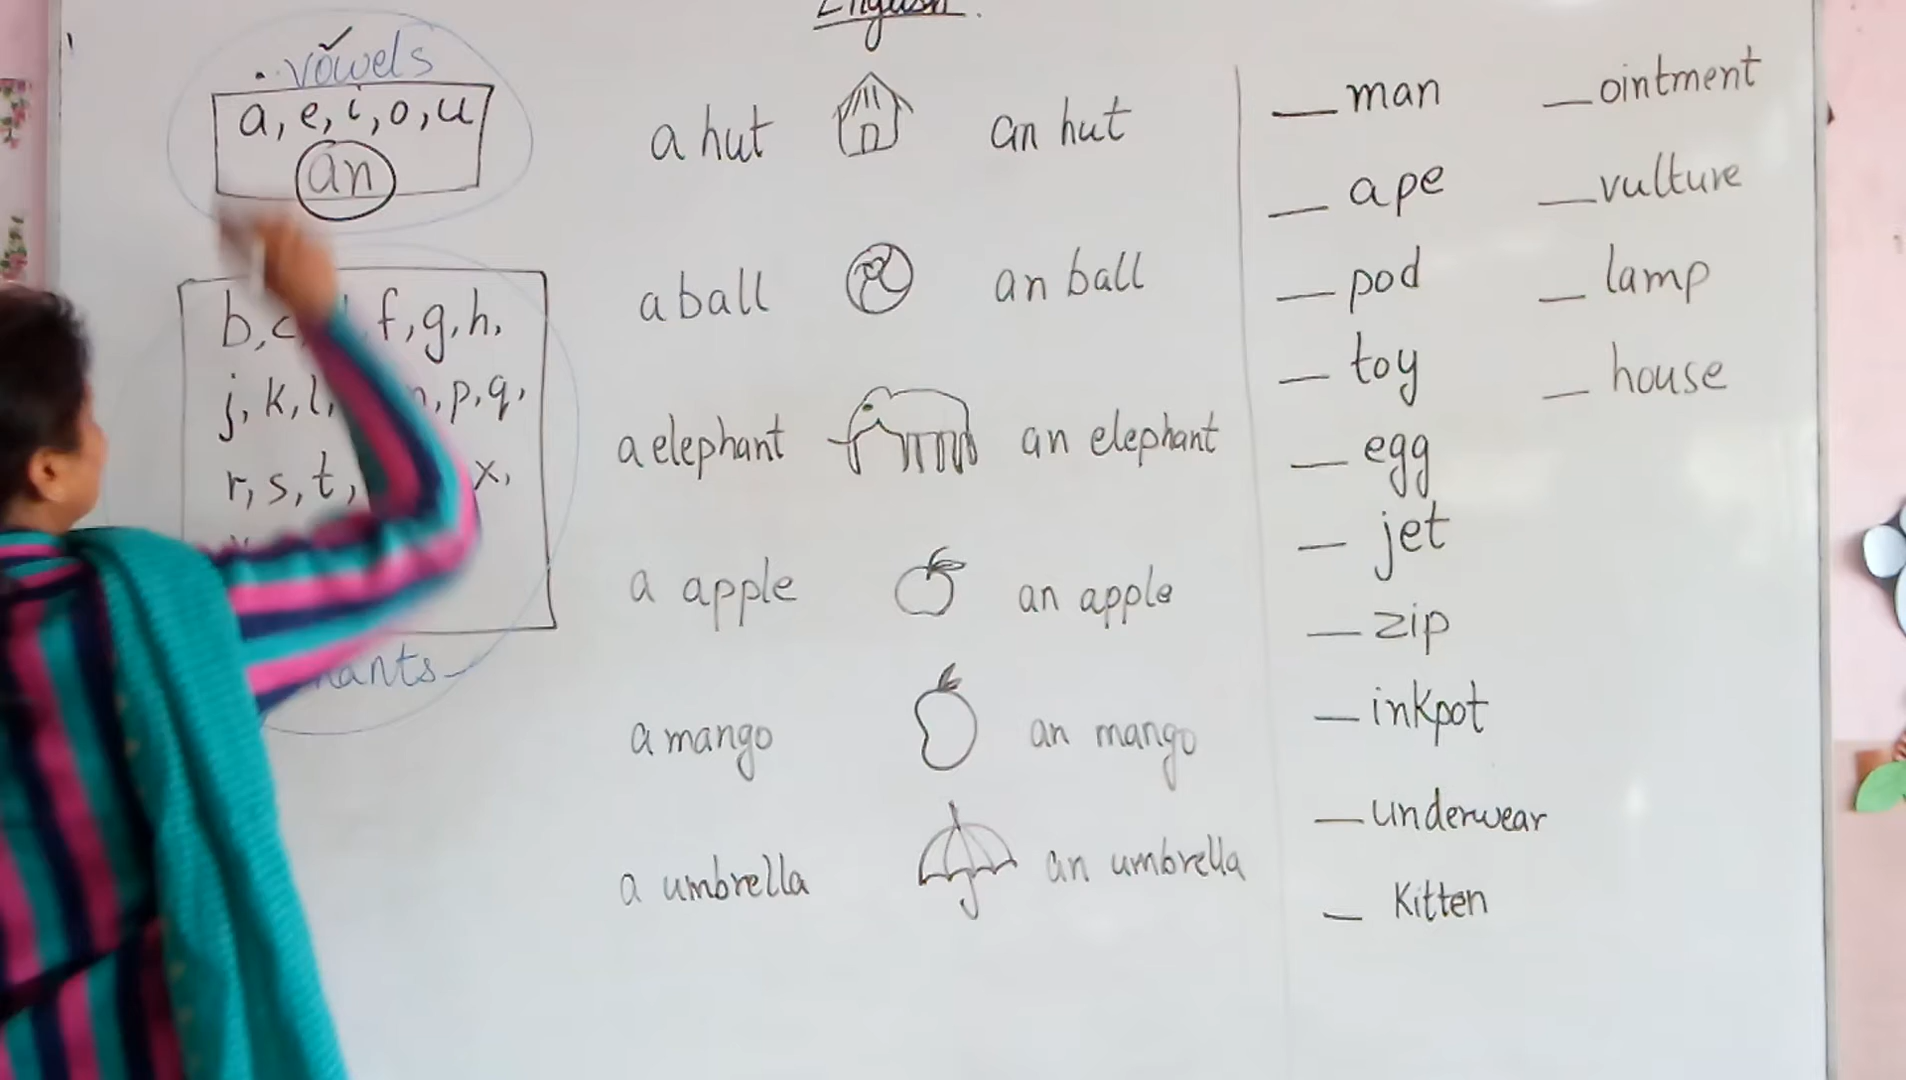 English.
vowels
a, e, i, o, u
an
b, c, f, g, h,
j, k, l, p, q,
r, s, t, x,
a hut an hut
a ball an ball
a elephant an elephant
a apple an apple
a mango an mango
a umbrella an umbrella
__ man
__ ape
__ pod
__ toy
__ egg
__ jet
__ zip
__ inkpot
__ underwear
__ Kitten
__ ointment
__ vulture
__ lamp
__ house